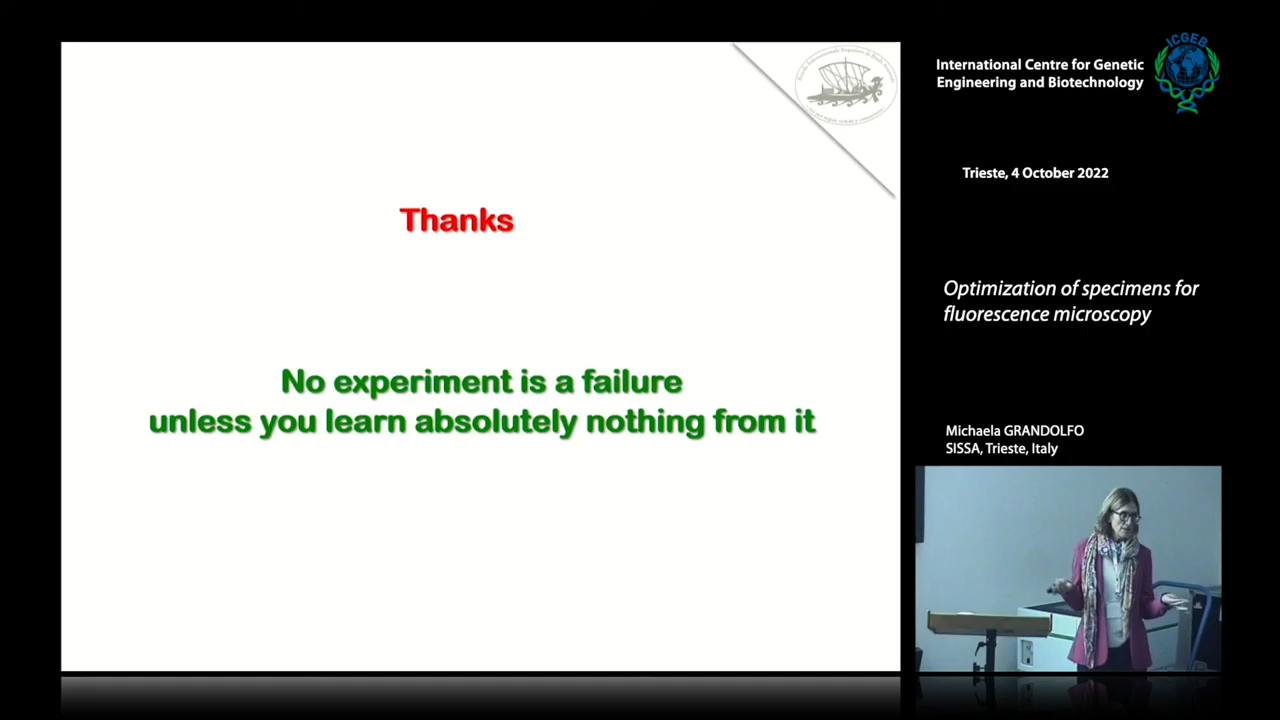 Thanks
No experiment is a failure
unless you learn absolutely nothing from it
ICGEB
International Centre for Genetic
Engineering and Biotechnology
Trieste, 4 October 2022
Optimization of specimens for
fluorescence microscopy
Michaela GRANDOLFO
SISSA, Trieste, Italy